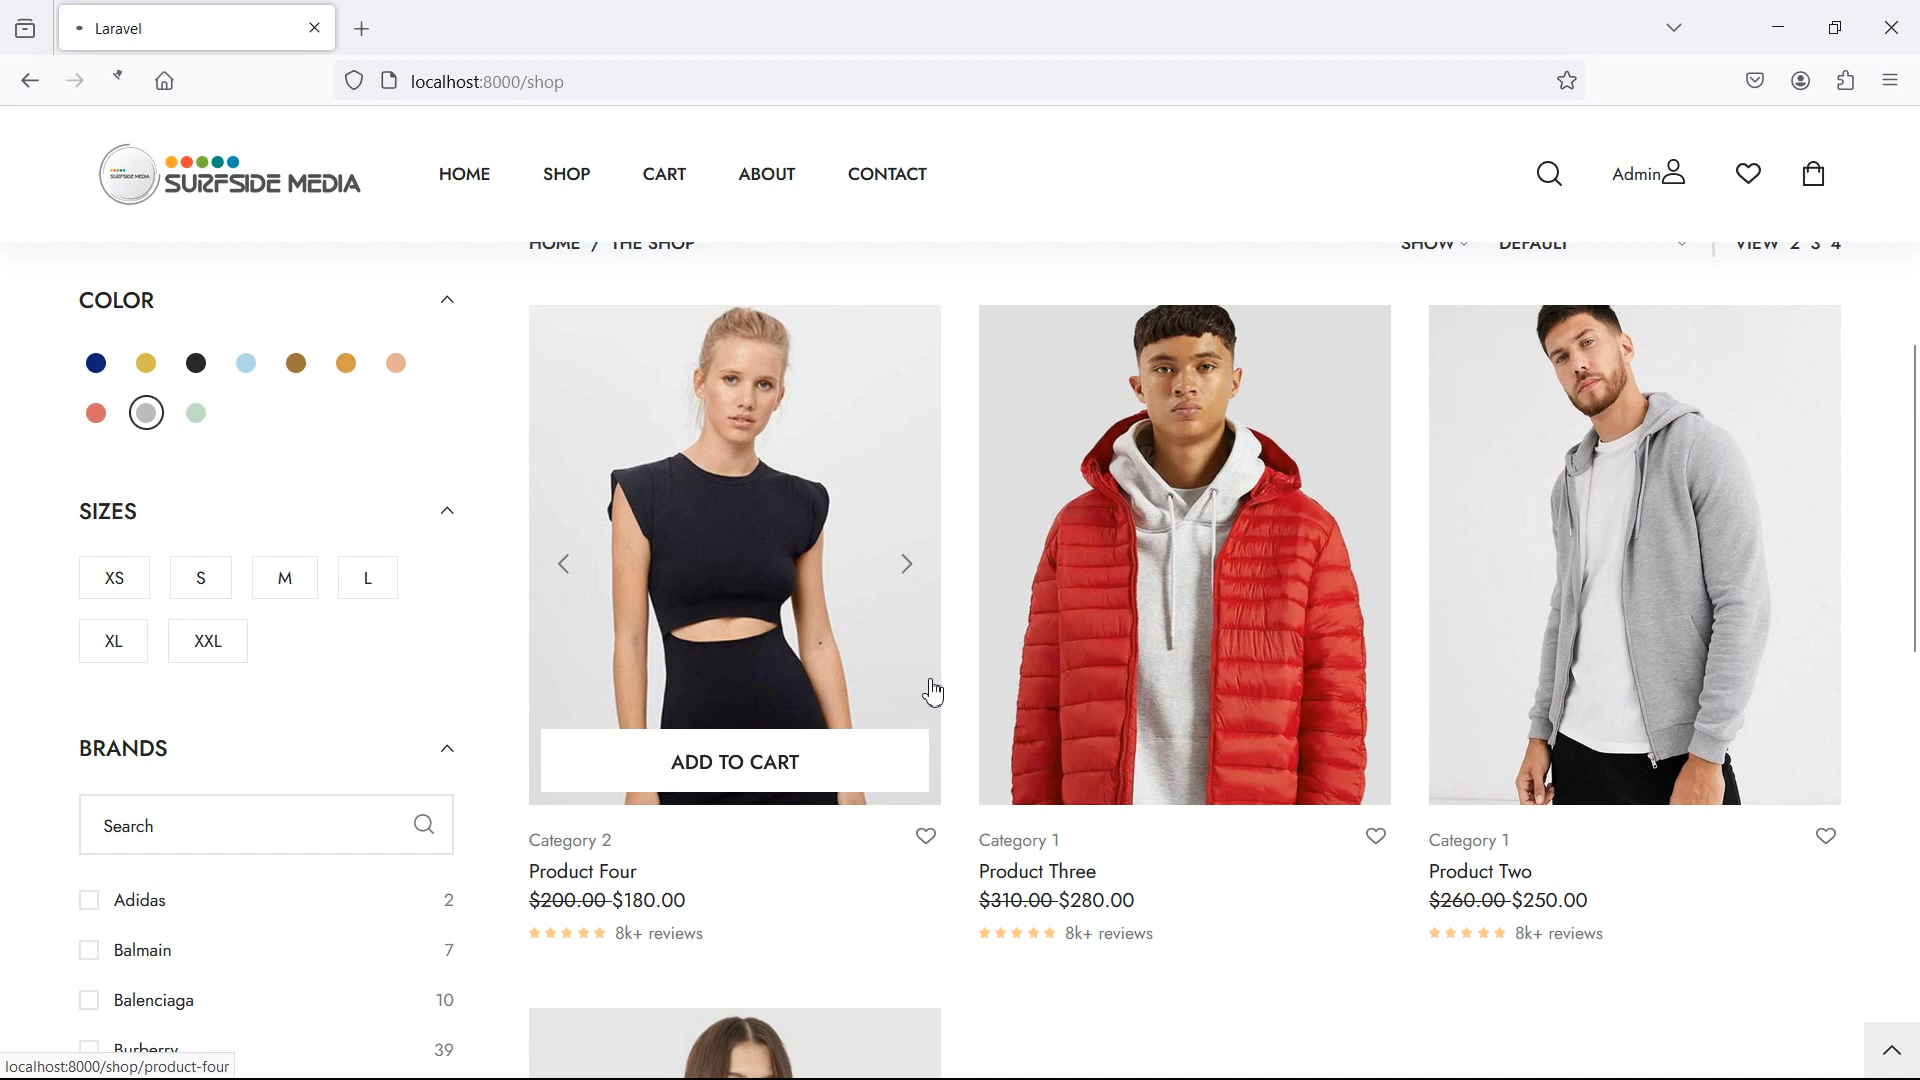 Laravel
localhost:8000/shop
SURFSIDE MEDIA
SURFSIDE MEDIA
HOME
SHOP
CART
ABOUT
CONTACT
Admin
HOME / THE SHOP
SHOW
DEFAULT
VIEW 2 3 4
COLOR
SIZES
XS
S
M
L
XL
XXL
BRANDS
Search
Adidas 2
Balmain 7
Balenciaga 10
Burberry 39
ADD TO CART
Category 2
Product Four
$200.00 $180.00
8k+ reviews
Category 1
Product Three
$310.00 $280.00
8k+ reviews
Category 1
Product Two
$260.00 $250.00
8k+ reviews
localhost:8000/shop/product-four